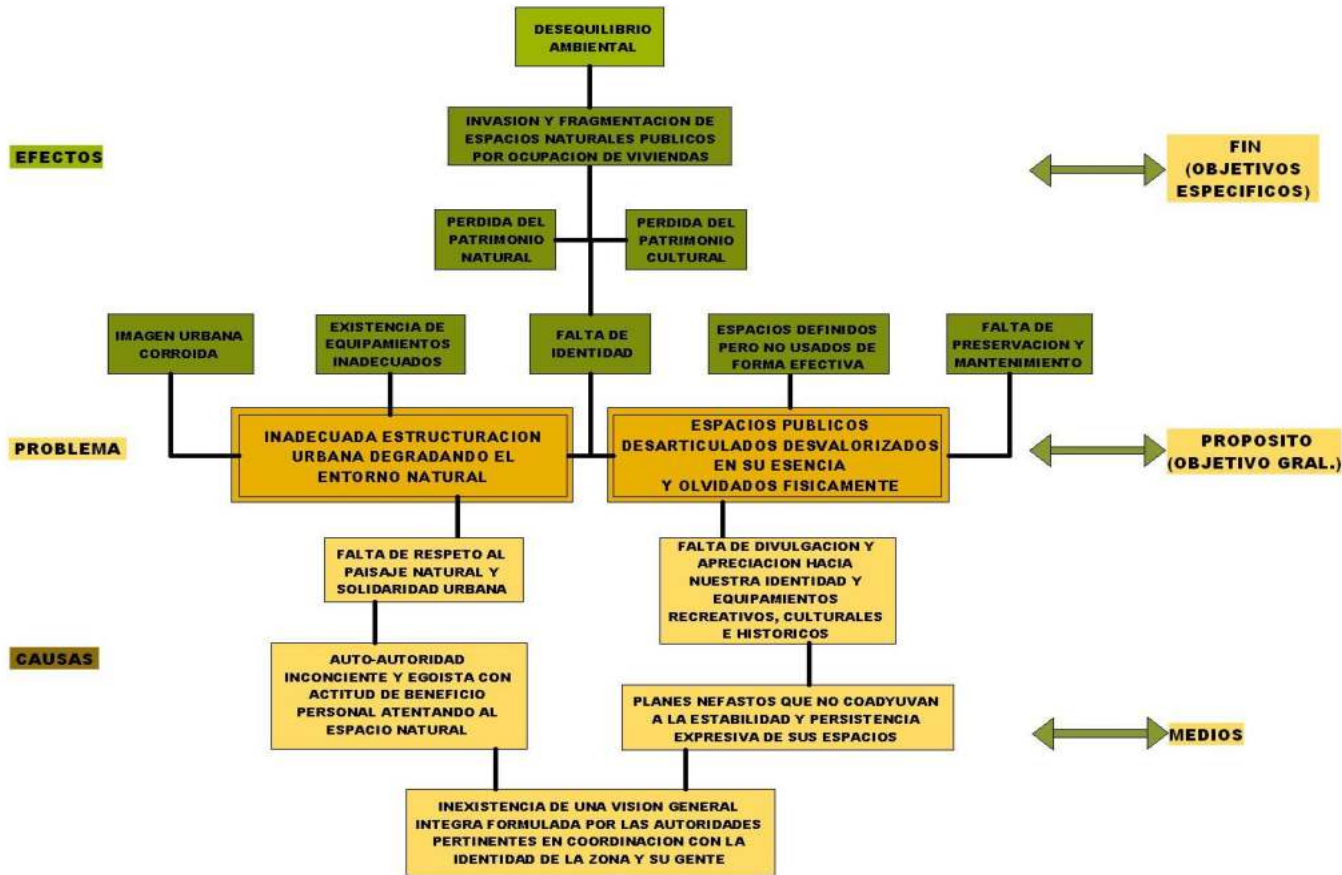 DESEQUILIBRIO
AMBIENTAL
INVASION Y FRAGMENTACION DE
ESPACIOS NATURALES PUBLICOS
POR OCUPACION DE VIVIENDAS
EFECTOS
FIN
(OBJETIVOS
ESPECIFICOS)
PERDIDA DEL
PATRIMONIO
NATURAL
PERDIDA DEL
PATRIMONIO
CULTURAL
IMAGEN URBANA
CORROIDA
EXISTENCIA DE
EQUIPAMIENTOS
INADECUADOS
FALTA DE
IDENTIDAD
ESPACIOS DEFINIDOS
PERO NO USADOS DE
FORMA EFECTIVA
FALTA DE
PRESERVACION Y
MANTENIMIENTO
PROBLEMA
INADECUADA ESTRUCTURACION
URBANA DEGRADANDO EL
ENTORNO NATURAL
ESPACIOS PUBLICOS
DESARTICULADOS DESVALORIZADOS
EN SU ESENCIA
Y OLVIDADOS FISICAMENTE
PROPOSITO
(OBJETIVO GRAL.)
FALTA DE RESPETO AL
PAISAJE NATURAL Y
SOLIDARIDAD URBANA
FALTA DE DIVULGACION Y
APRECIACION HACIA
NUESTRA IDENTIDAD Y
EQUIPAMIENTOS
RECREATIVOS, CULTURALES
E HISTORICOS
CAUSAS
AUTO-AUTORIDAD
INCONCIENTE Y EGOISTA CON
ACTITUD DE BENEFICIO
PERSONAL ATENTANDO AL
ESPACIO NATURAL
PLANES NEFASTOS QUE NO COADYUVAN
A LA ESTABILIDAD Y PERSISTENCIA
EXPRESIVA DE SUS ESPACIOS
MEDIOS
INEXISTENCIA DE UNA VISION GENERAL
INTEGRA FORMULADA POR LAS AUTORIDADES
PERTINENTES EN COORDINACION CON LA
IDENTIDAD DE LA ZONA Y SU GENTE